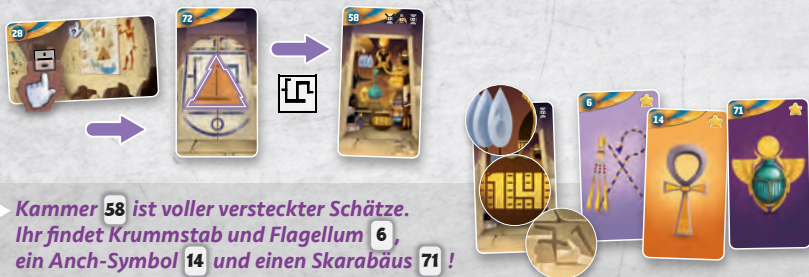 28
72
58
6
14
71
14
Kammer 58 ist voller versteckter Schätze.
Ihr findet Krummstab und Flagellum 6 ,
ein Anch-Symbol 14 und einen Skarabäus 71 !